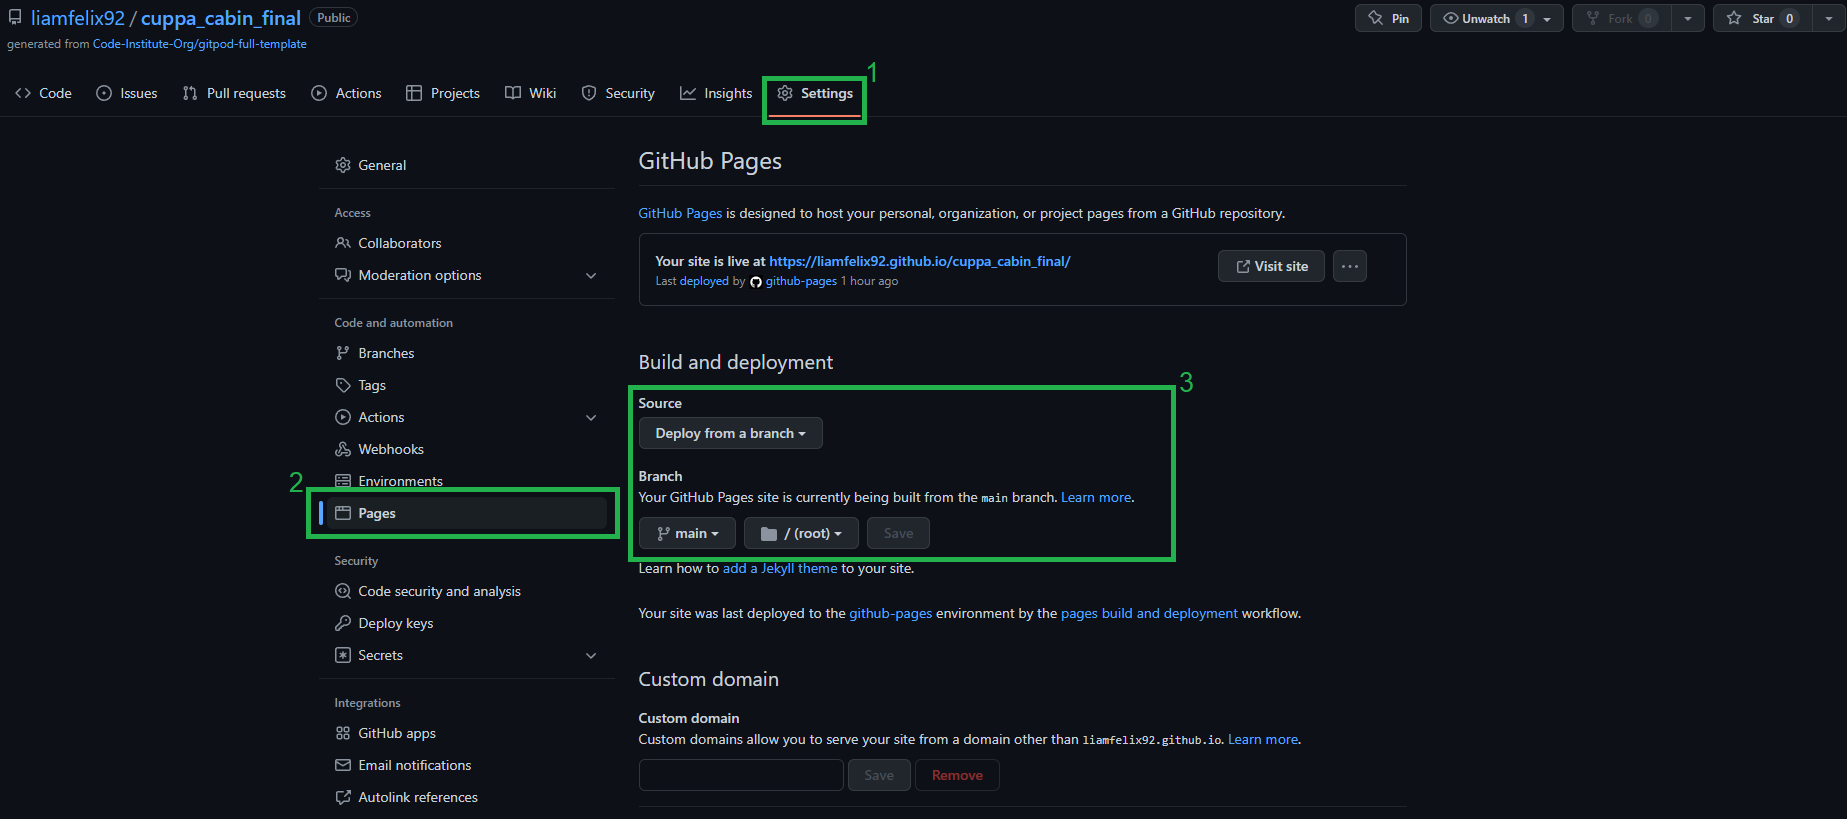 liamfelix92 / cuppa_cabin_final Public
Pin Unwatch 1 Fork 0 Star 0
generated from Code-Institute-Org/gitpod-full-template
Code Issues Pull requests Actions Projects Wiki Security Insights Settings
1
General
Access
Collaborators
Moderation options
Code and automation
Branches
Tags
Actions
Webhooks
Environments
2
Pages
Security
Code security and analysis
Deploy keys
Secrets
Integrations
GitHub apps
Email notifications
Autolink references
GitHub Pages
GitHub Pages is designed to host your personal, organization, or project pages from a GitHub repository.
Your site is live at https://liamfelix92.github.io/cuppa_cabin_final/
Last deployed by github-pages 1 hour ago
Visit site
Build and deployment
3
Source
Deploy from a branch
Branch
Your GitHub Pages site is currently being built from the main branch. Learn more.
main / (root) Save
Learn how to add a Jekyll theme to your site.
Your site was last deployed to the github-pages environment by the pages build and deployment workflow.
Custom domain
Custom domain
Custom domains allow you to serve your site from a domain other than liamfelix92.github.io. Learn more.
Save Remove